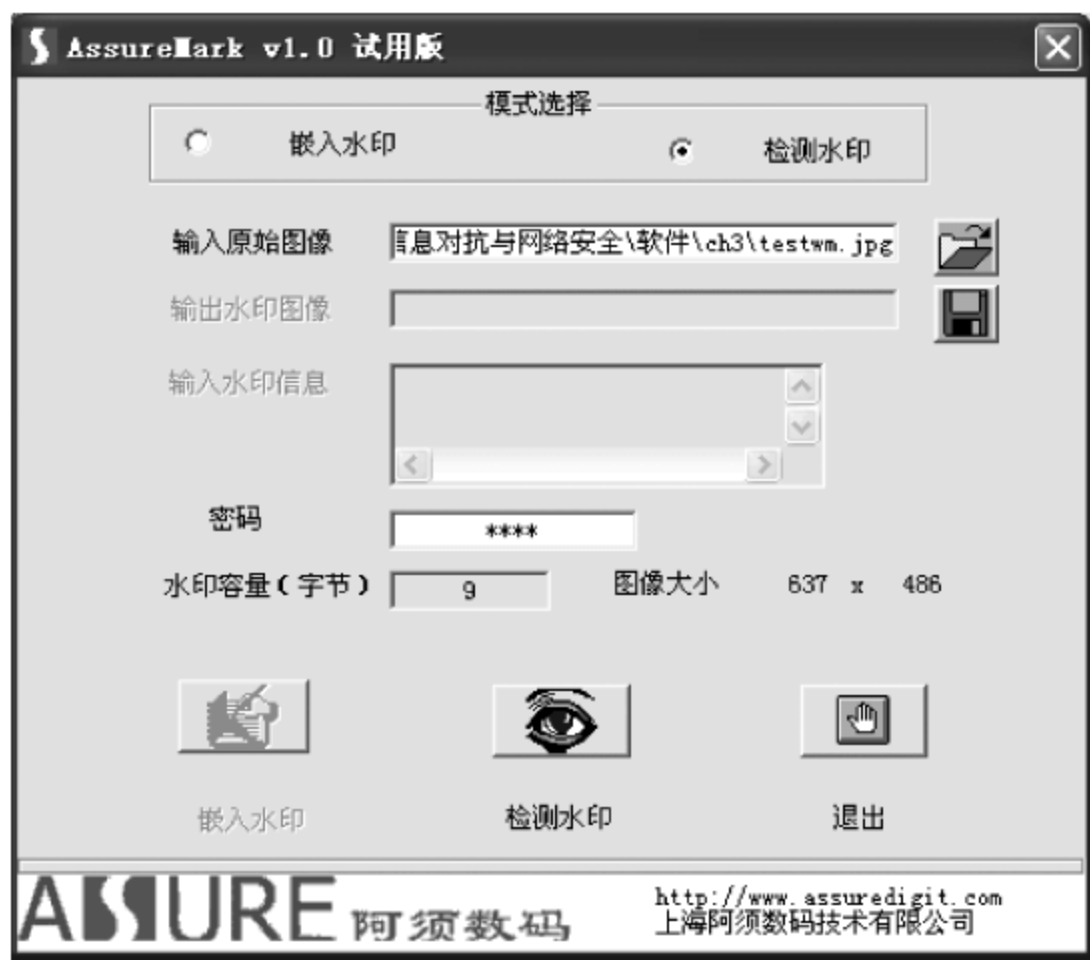 AssureMark v1.0 试用版
模式选择
嵌入水印
检测水印
输入原始图像 息对抗与网络安全\软件\ch3\testwm.jpg
输出水印图像
输入水印信息
密码 ****
水印容量(字节) 9 图像大小 637 x 486
嵌入水印 检测水印 退出
ASSURE 阿须数码
http://www.assuredigit.com
上海阿须数码技术有限公司